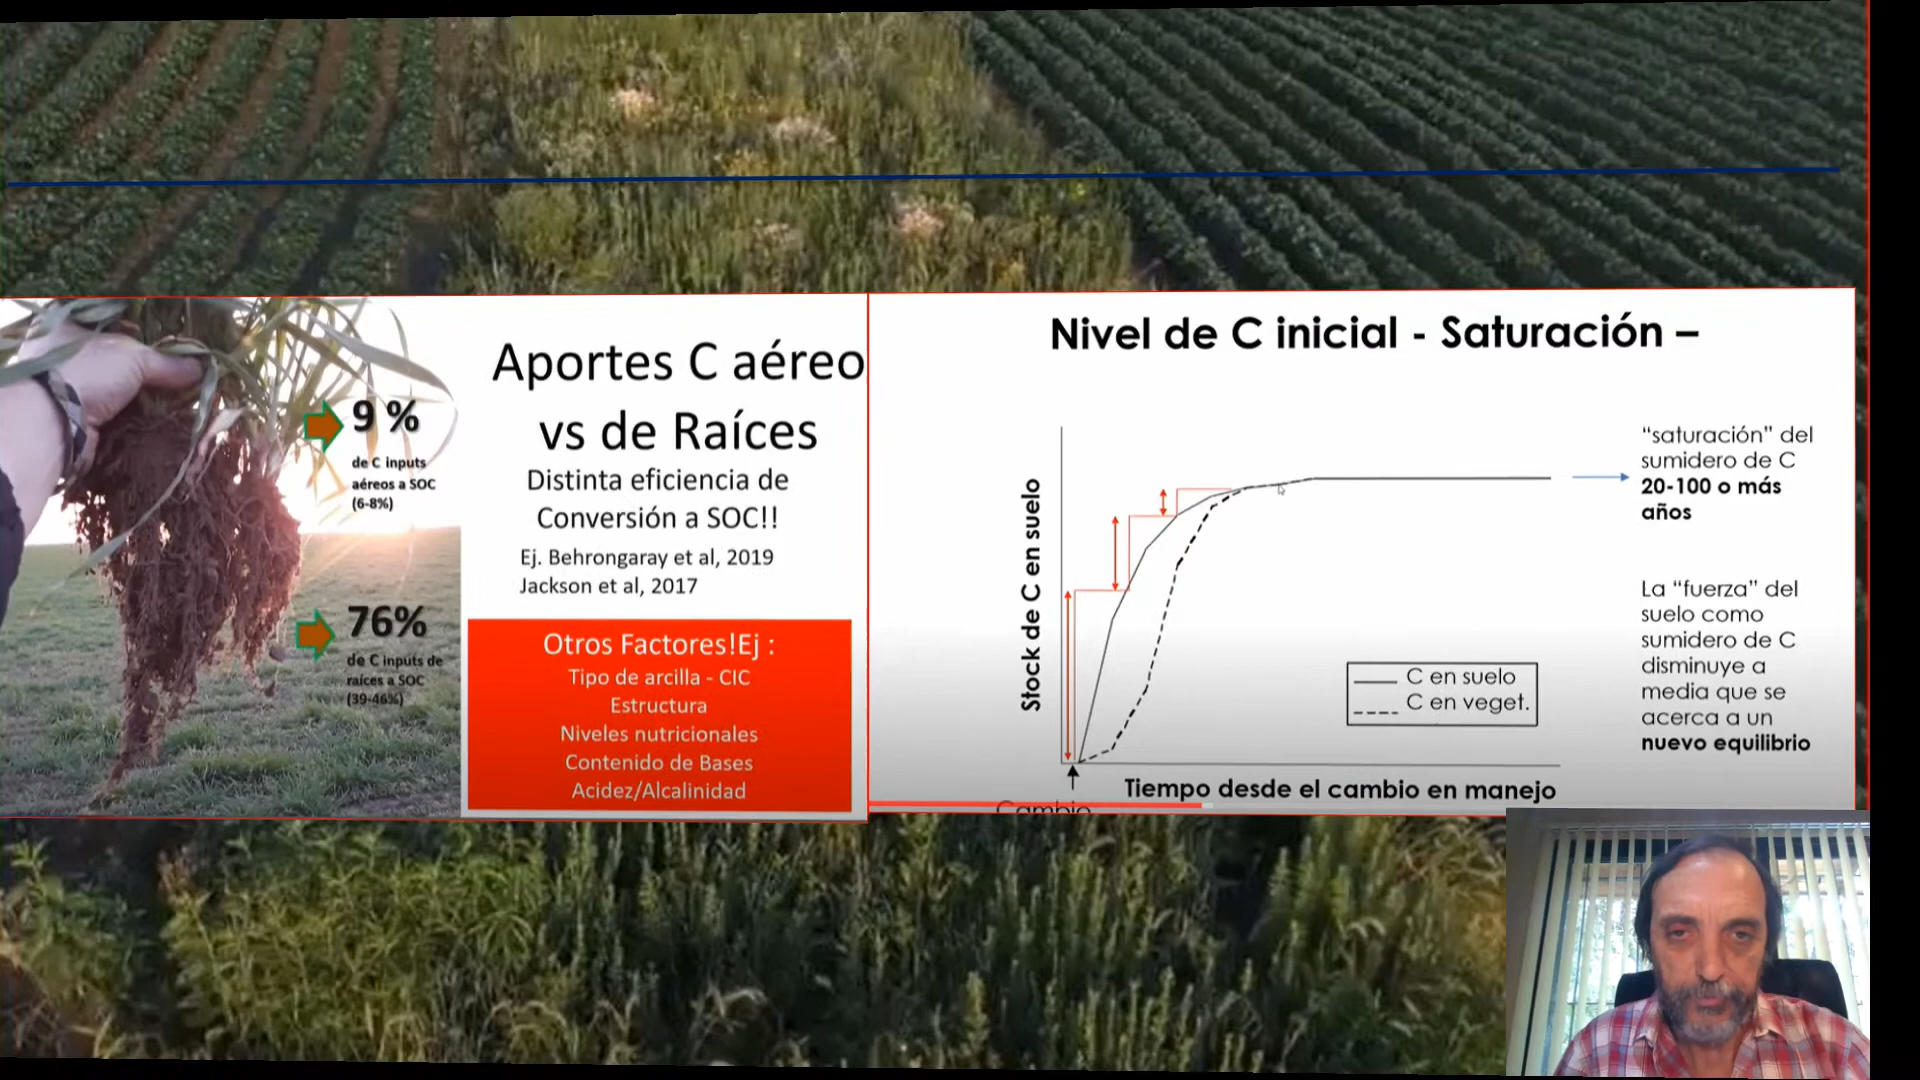 9 %
de C inputs
aéreos a SOC
(6-8%)
76%
de C inputs de
raíces a SOC
(39-46%)
Aportes C aéreo
vs de Raíces
Distinta eficiencia de
Conversión a SOC!!
Ej. Behrongaray et al, 2019
Jackson et al, 2017
Otros Factores!Ej :
Tipo de arcilla - CIC
Estructura
Niveles nutricionales
Contenido de Bases
Acidez/Alcalinidad
Nivel de C inicial - Saturación –
Stock de C en suelo
C en suelo
C en veget.
Tiempo desde el cambio en manejo
Cambio
“saturación” del
sumidero de C
20-100 o más
años
La “fuerza” del
suelo como
sumidero de C
disminuye a
media que se
acerca a un
nuevo equilibrio